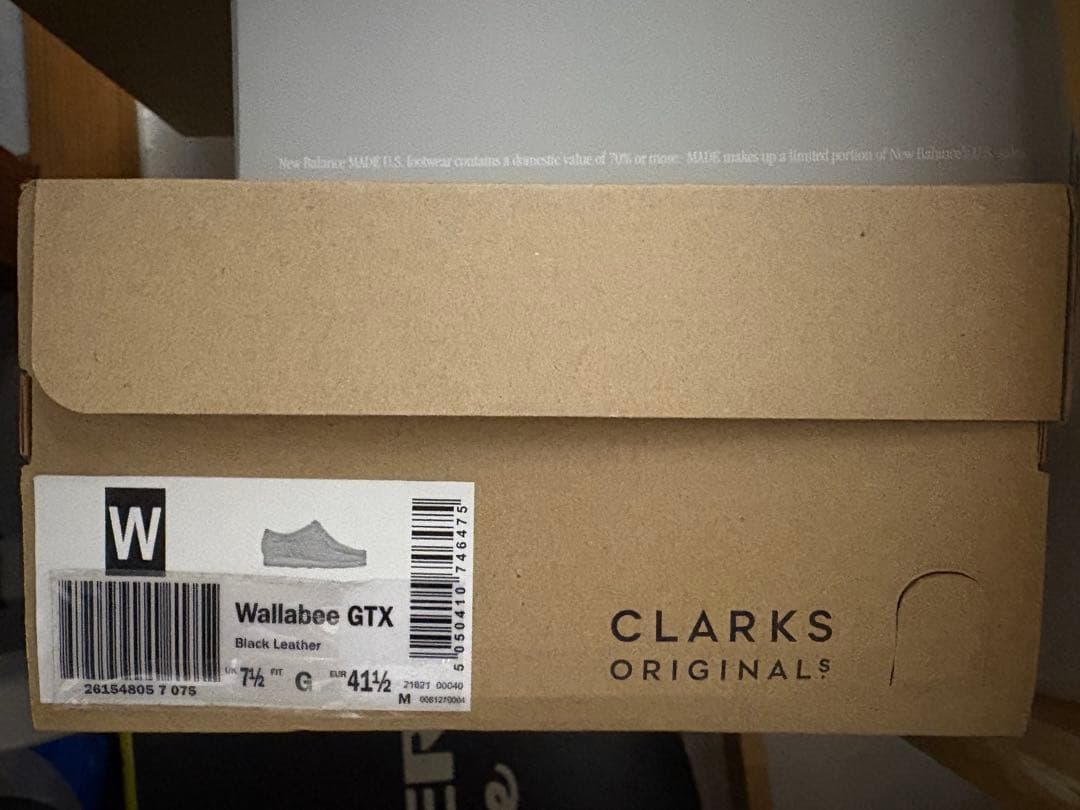 New Balance MADE U.S. footwear contains a domestic value of 70% or more. MADE makes up a limited portion of New Balance's U.S. sales.
W
Wallabee GTX
Black Leather
UK 7½ FIT G EUR 41½
26154805 7 075
21821 00040
M 0061270004
5 050410 746475
CLARKS
ORIGINALS
ER
e